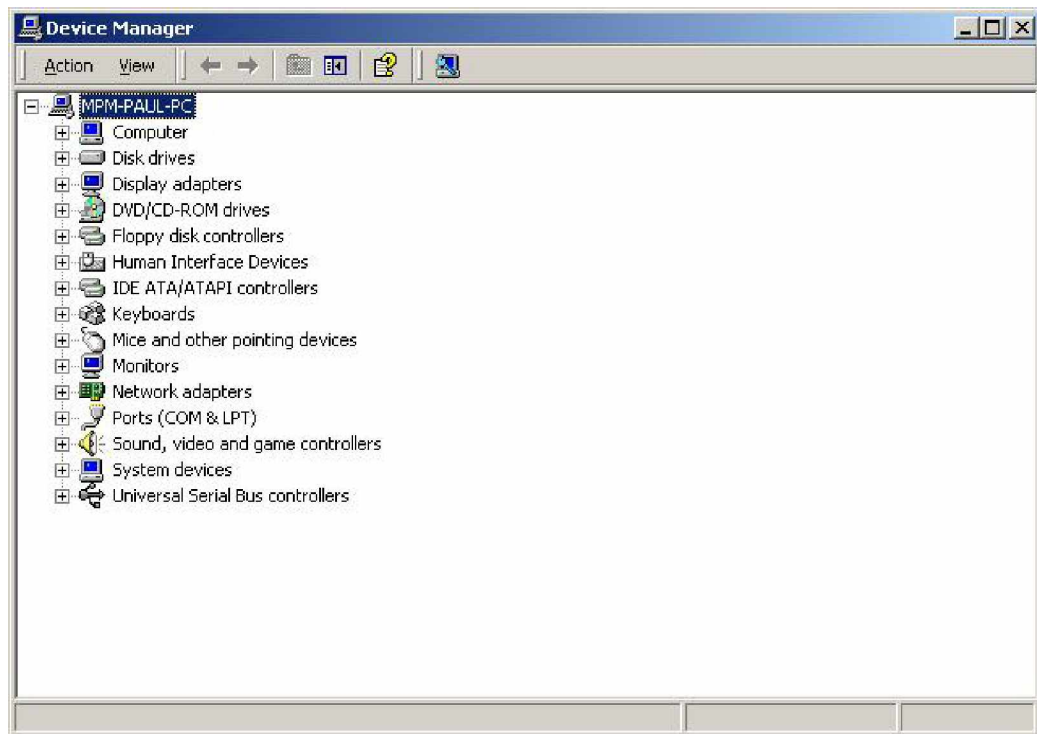 Device Manager
Action View
MPM-PAUL-PC
Computer
Disk drives
Display adapters
DVD/CD-ROM drives
Floppy disk controllers
Human Interface Devices
IDE ATA/ATAPI controllers
Keyboards
Mice and other pointing devices
Monitors
Network adapters
Ports (COM & LPT)
Sound, video and game controllers
System devices
Universal Serial Bus controllers